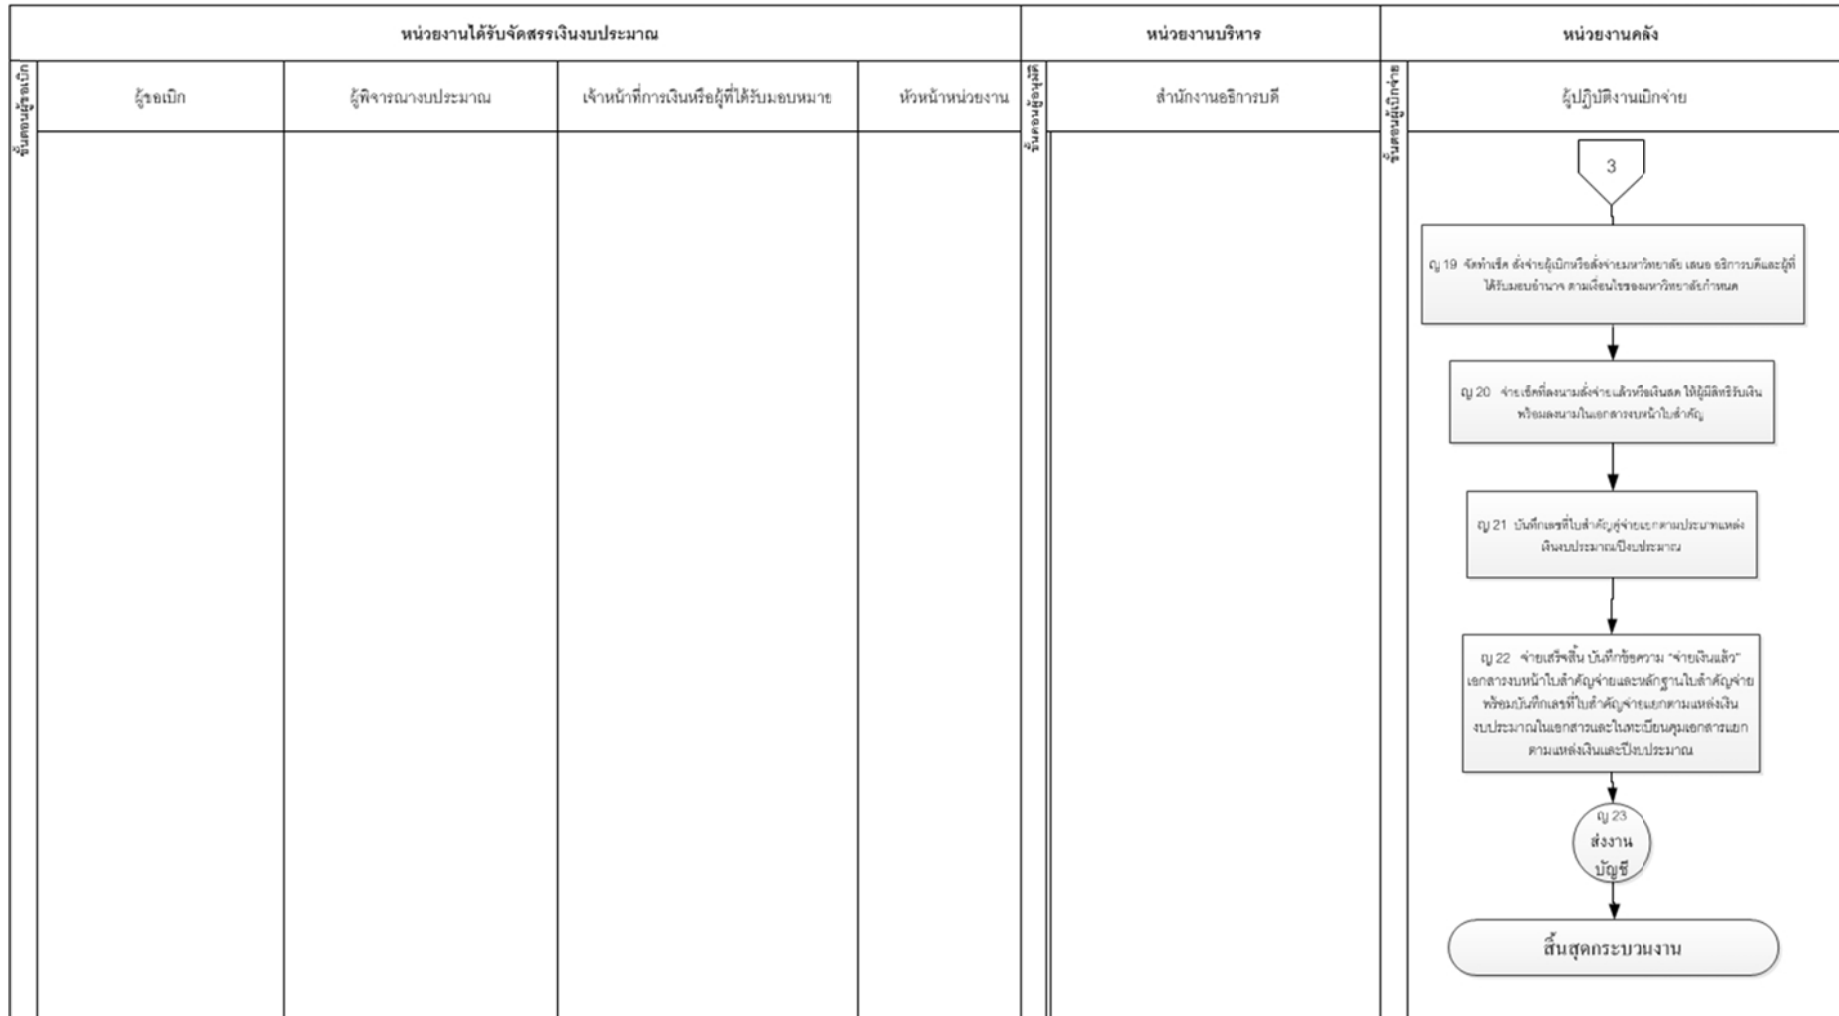 หน่วยงานได้รับจัดสรรเงินงบประมาณ
หน่วยงานบริหาร
หน่วยงานคลัง
ขั้นตอนผู้ขอเบิก
ผู้ขอเบิก
ผู้พิจารณางบประมาณ
เจ้าหน้าที่การเงินหรือผู้ที่ได้รับมอบหมาย
หัวหน้าหน่วยงาน
ขั้นตอนผู้อนุมัติ
สำนักงานอธิการบดี
ขั้นตอนผู้เบิกจ่าย
ผู้ปฏิบัติงานเบิกจ่าย
3
ญ 19 จัดทำเช็ค สั่งจ่ายผู้เบิกหรือสั่งจ่ายมหาวิทยาลัย เสนอ อธิการบดีและผู้ที่
ได้รับมอบอำนาจ ตามเงื่อนไขของมหาวิทยาลัยกำหนด
ญ 20 จ่ายเช็คที่ลงนามสั่งจ่ายแล้วหรือเงินสด ให้ผู้มีสิทธิรับเงิน
พร้อมลงนามในเอกสารงบหน้าใบสำคัญ
ญ 21 บันทึกเลขที่ใบสำคัญคู่จ่ายแยกตามประเภทแหล่ง
เงินงบประมาณ/ปีงบประมาณ
ญ 22 จ่ายเสร็จสิ้น บันทึกข้อความ “จ่ายเงินแล้ว”
เอกสารงบหน้าใบสำคัญจ่ายและหลักฐานใบสำคัญจ่าย
พร้อมบันทึกเลขที่ใบสำคัญจ่ายแยกตามแหล่งเงิน
งบประมาณในเอกสารและในทะเบียนคุมเอกสารแยก
ตามแหล่งเงินและปีงบประมาณ
ญ 23
ส่งงาน
บัญชี
สิ้นสุดกระบวนงาน